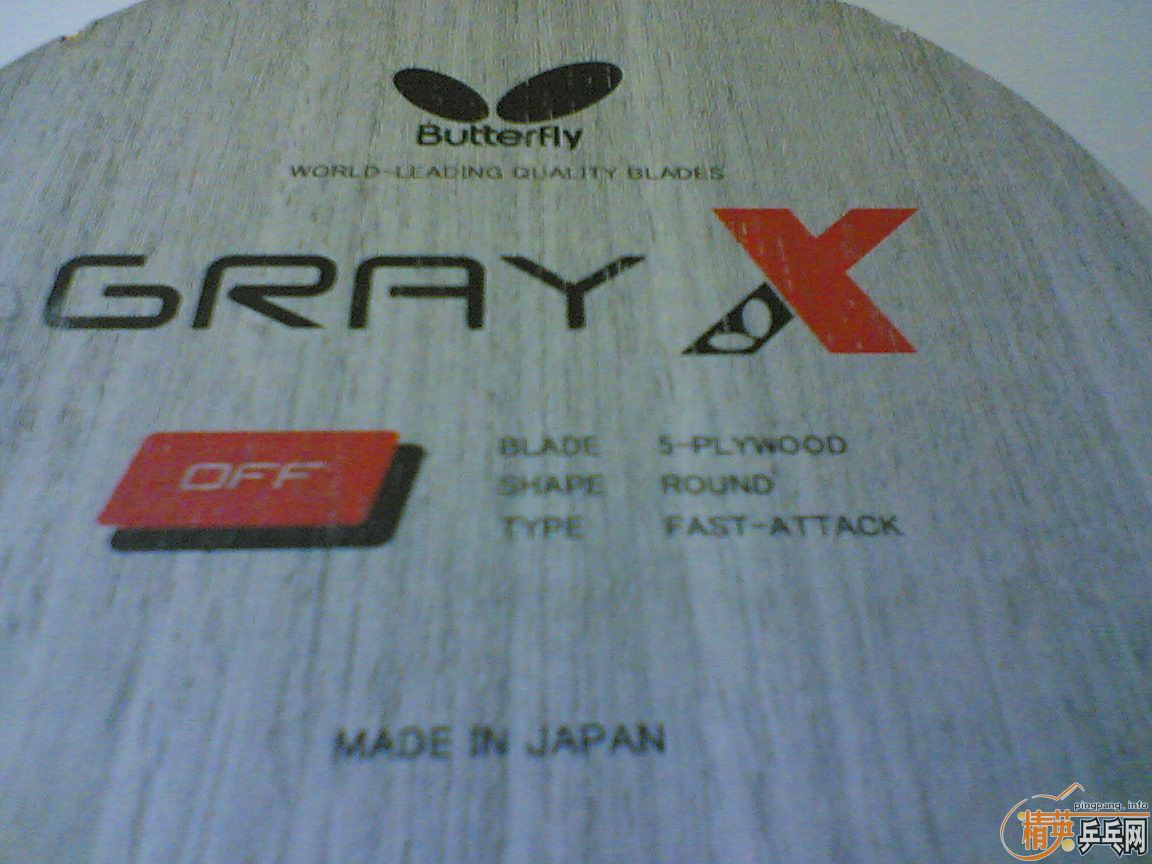 Butterfly
WORLD-LEADING QUALITY BLADES
GRAY X
OFF
BLADE 5-PLYWOOD
SHAPE ROUND
TYPE FAST-ATTACK
MADE IN JAPAN
pingpang.info
精英乒乓网